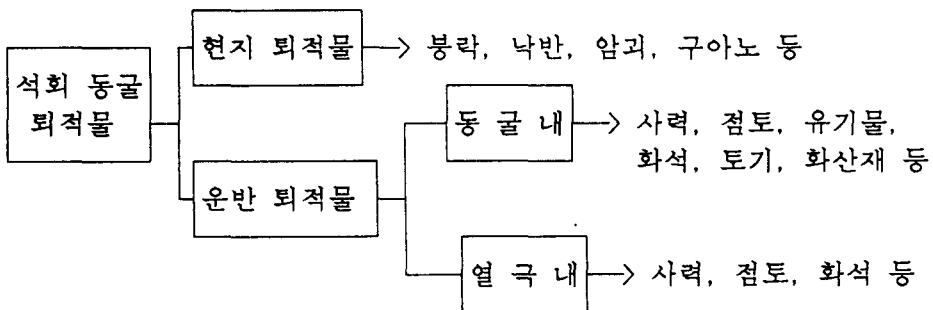 석회 동굴
퇴적물
현지 퇴적물
붕락, 낙반, 암괴, 구아노 등
운반 퇴적물
동 굴 내
사력, 점토, 유기물,
화석, 토기, 화산재 등
열 극 내
사력, 점토, 화석 등